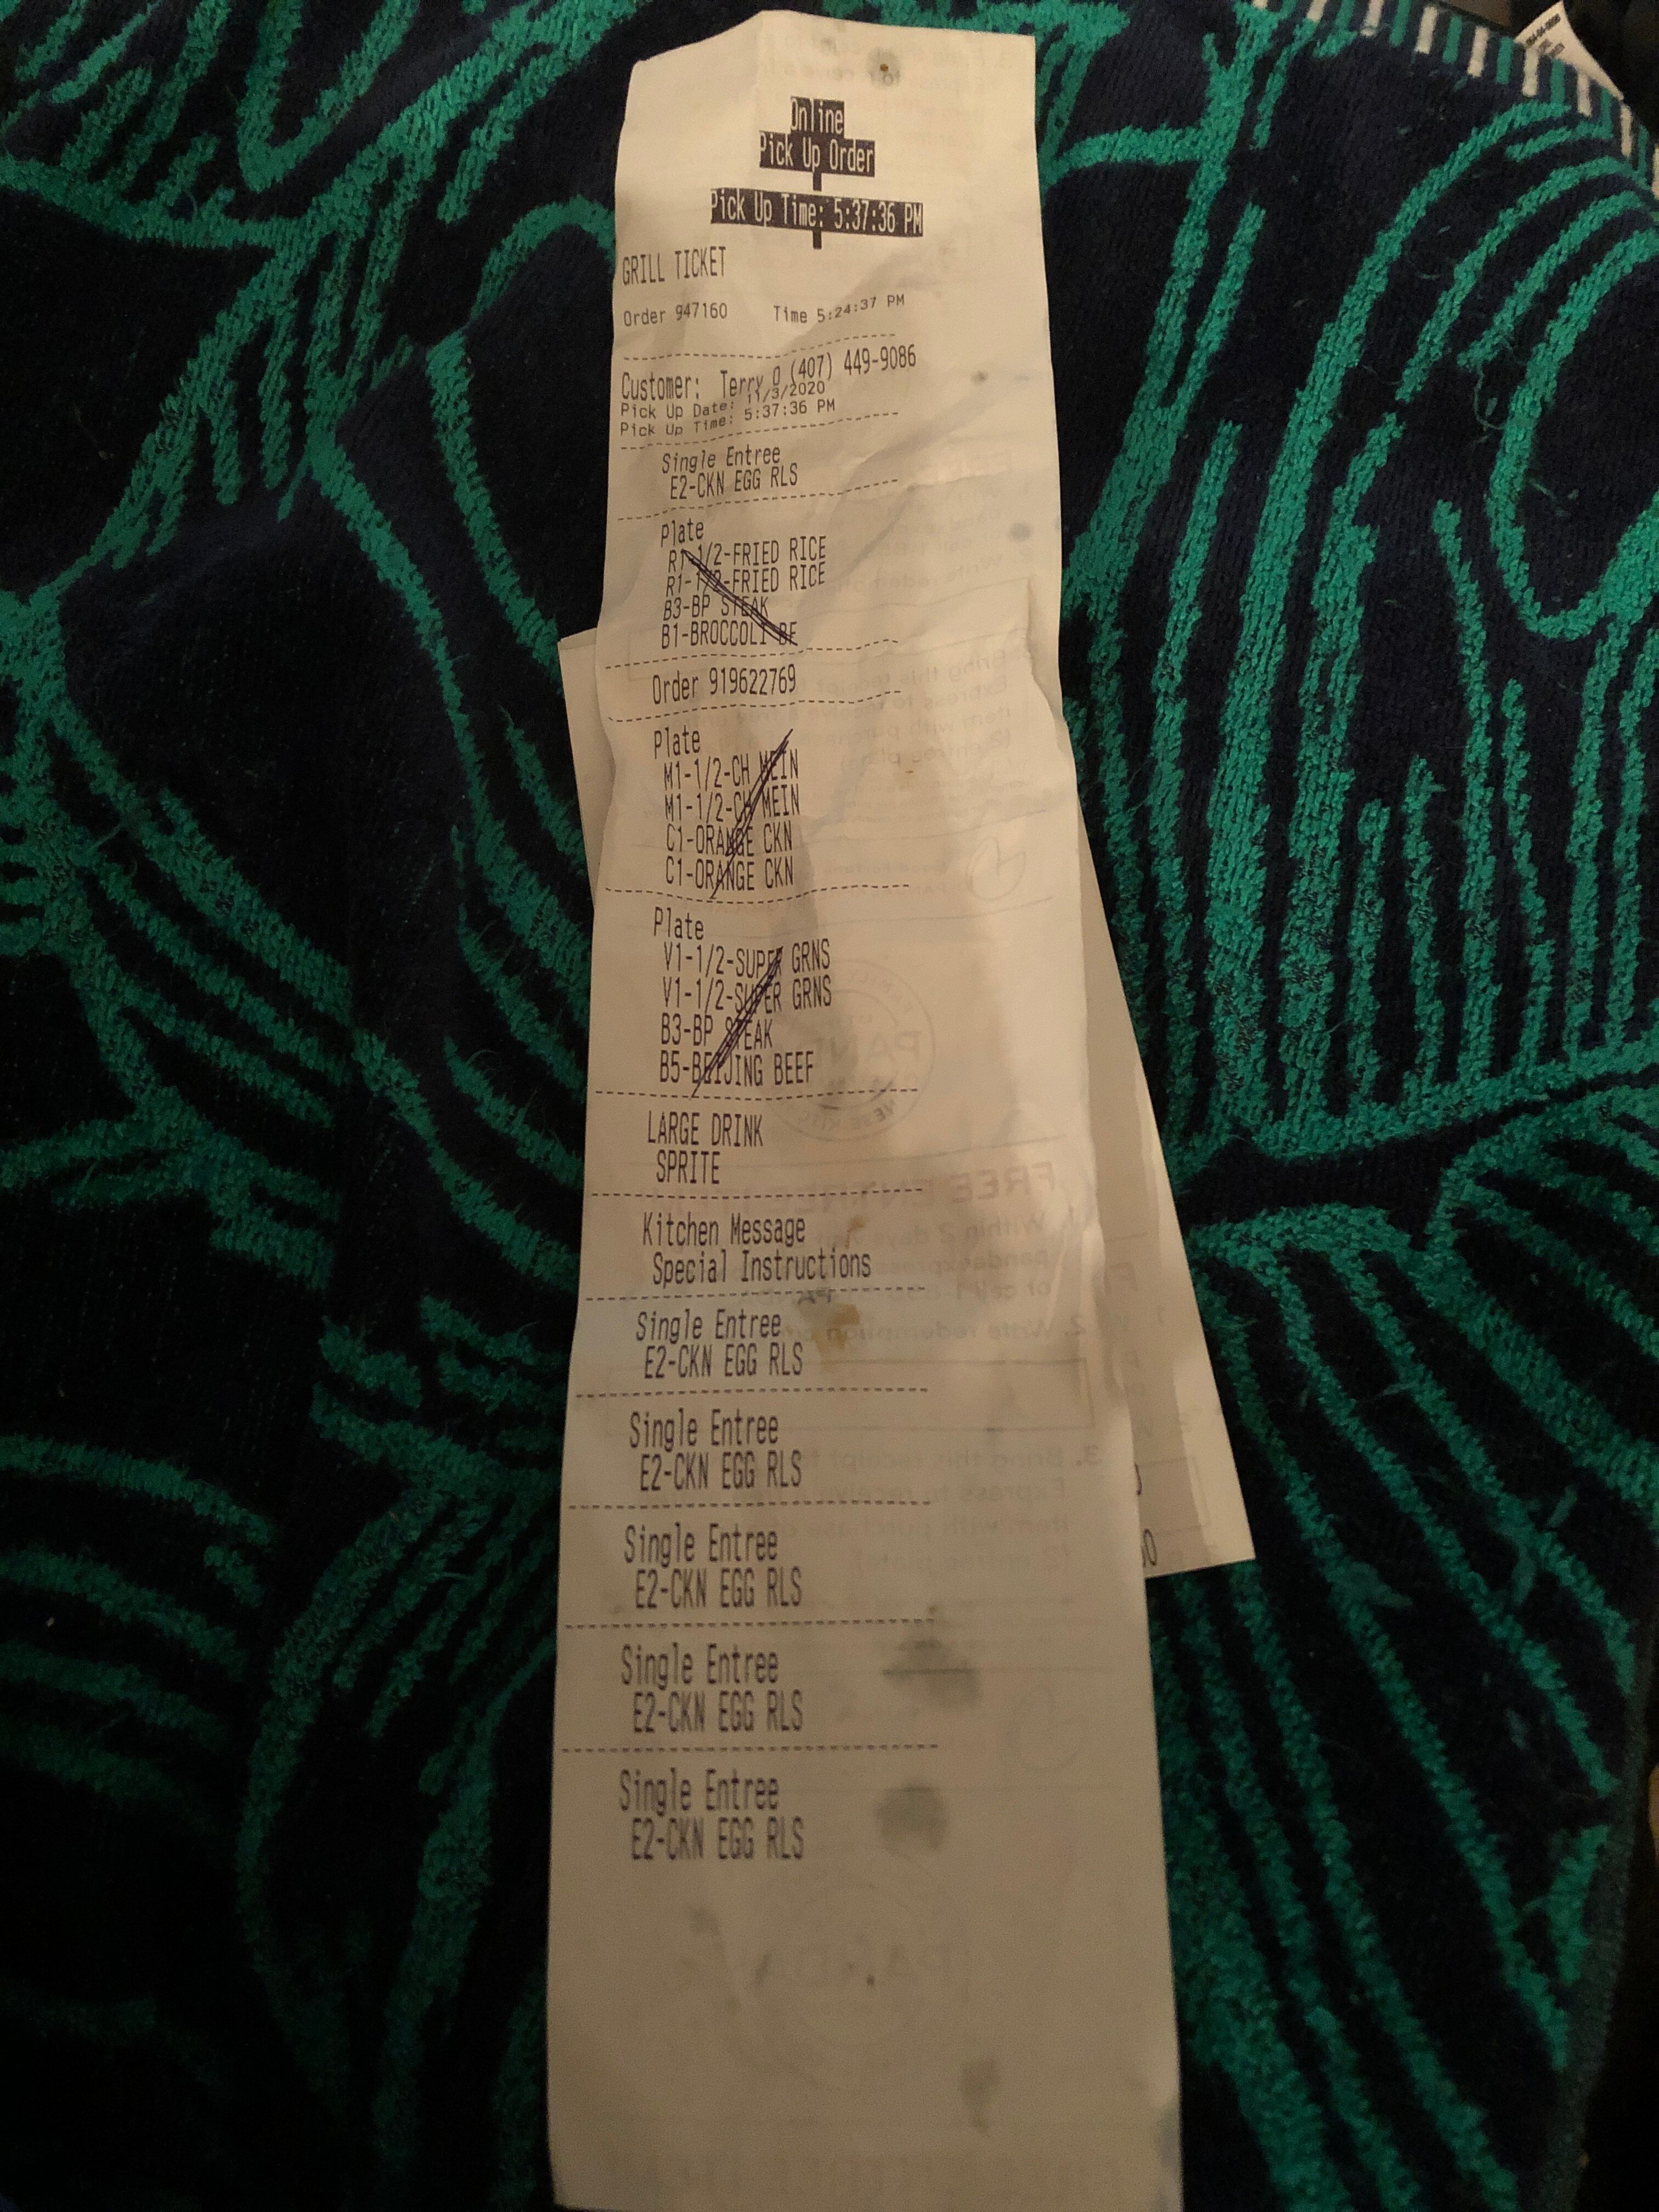 Online
Pick Up Order
Pick Up Time: 5:37:36 PM
GRILL TICKET
Order 947160 Time 5:24:37 PM
Customer: Terry O (407) 449-9086
Pick Up Date: 11/3/2020
Pick Up Time: 5:37:36 PM
Single Entree
E2-CKN EGG RLS
Plate
R1-1/2-FRIED RICE
R1-1/2-FRIED RICE
B3-BP STEAK
B1-BROCCOLI BF
Order 919622769
Plate
M1-1/2-CH MEIN
M1-1/2-CH MEIN
C1-ORANGE CKN
C1-ORANGE CKN
Plate
V1-1/2-SUPER GRNS
V1-1/2-SUPER GRNS
B3-BP STEAK
B5-BEIJING BEEF
LARGE DRINK
SPRITE
Kitchen Message
Special Instructions
Single Entree
E2-CKN EGG RLS
Single Entree
E2-CKN EGG RLS
Single Entree
E2-CKN EGG RLS
Single Entree
E2-CKN EGG RLS
Single Entree
E2-CKN EGG RLS